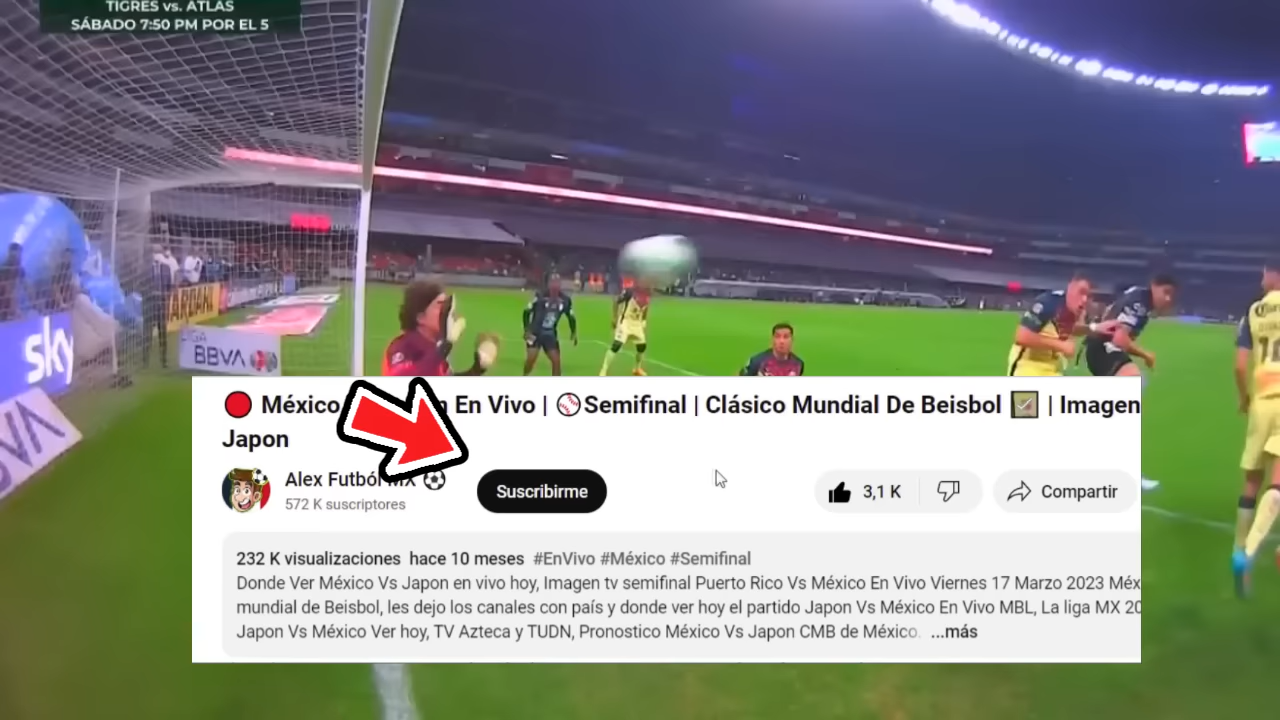 TIGRES vs. ATLAS
SÁBADO 7:50 PM POR EL 5
sky
JARDANI
LIGA
BBVA
BBVA
México En Vivo | Semifinal | Clásico Mundial De Beisbol | Imagen
Japon
Alex Futból MX
572 K suscriptores
Suscribirme
3,1 K
Compartir
232 K visualizaciones hace 10 meses #EnVivo #México #Semifinal
Donde Ver México Vs Japon en vivo hoy, Imagen tv semifinal Puerto Rico Vs México En Vivo Viernes 17 Marzo 2023 Méx
mundial de Beisbol, les dejo los canales con país y donde ver hoy el partido Japon Vs México En Vivo MBL, La liga MX 20
Japon Vs México Ver hoy, TV Azteca y TUDN, Pronostico México Vs Japon CMB de México. ...más